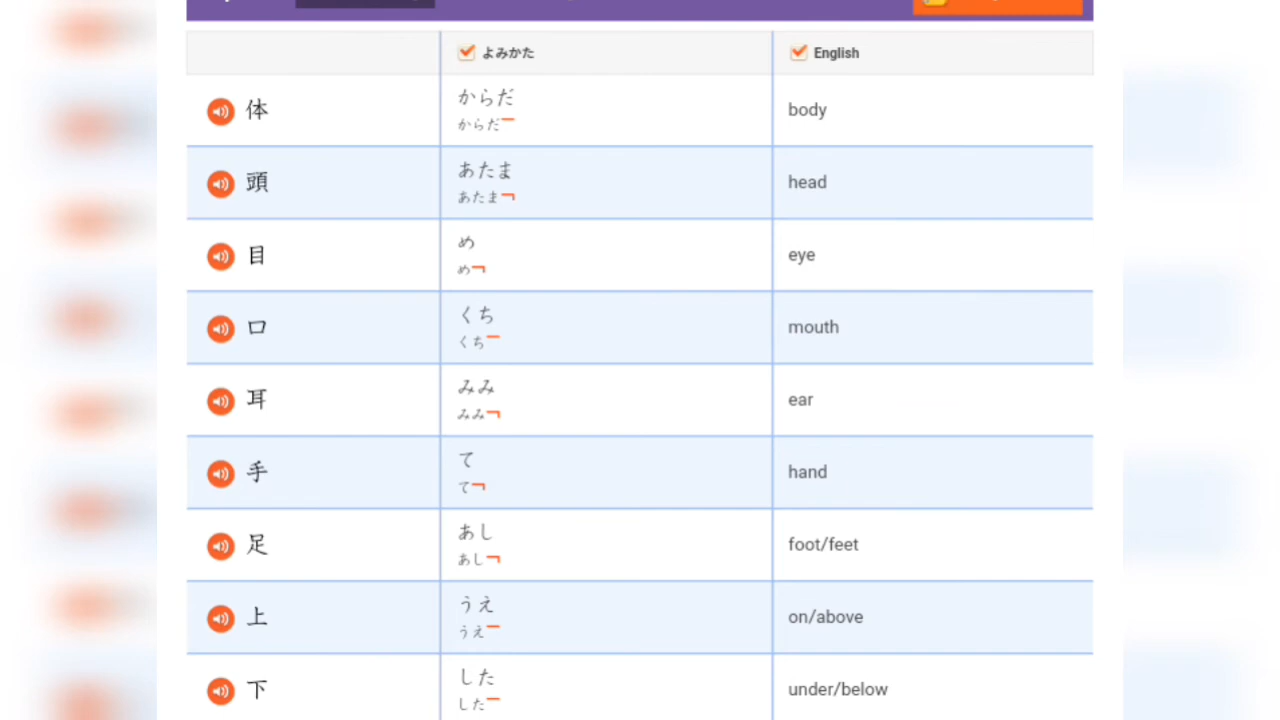 よみかた
English
体
からだ
からだ¯
body
頭
あたま
あたま¬
head
目
め
め¬
eye
口
くち
くち¯
mouth
耳
みみ
みみ¬
ear
手
て
て¬
hand
足
あし
あし¬
foot/feet
上
うえ
うえ¯
on/above
下
した
した¯
under/below